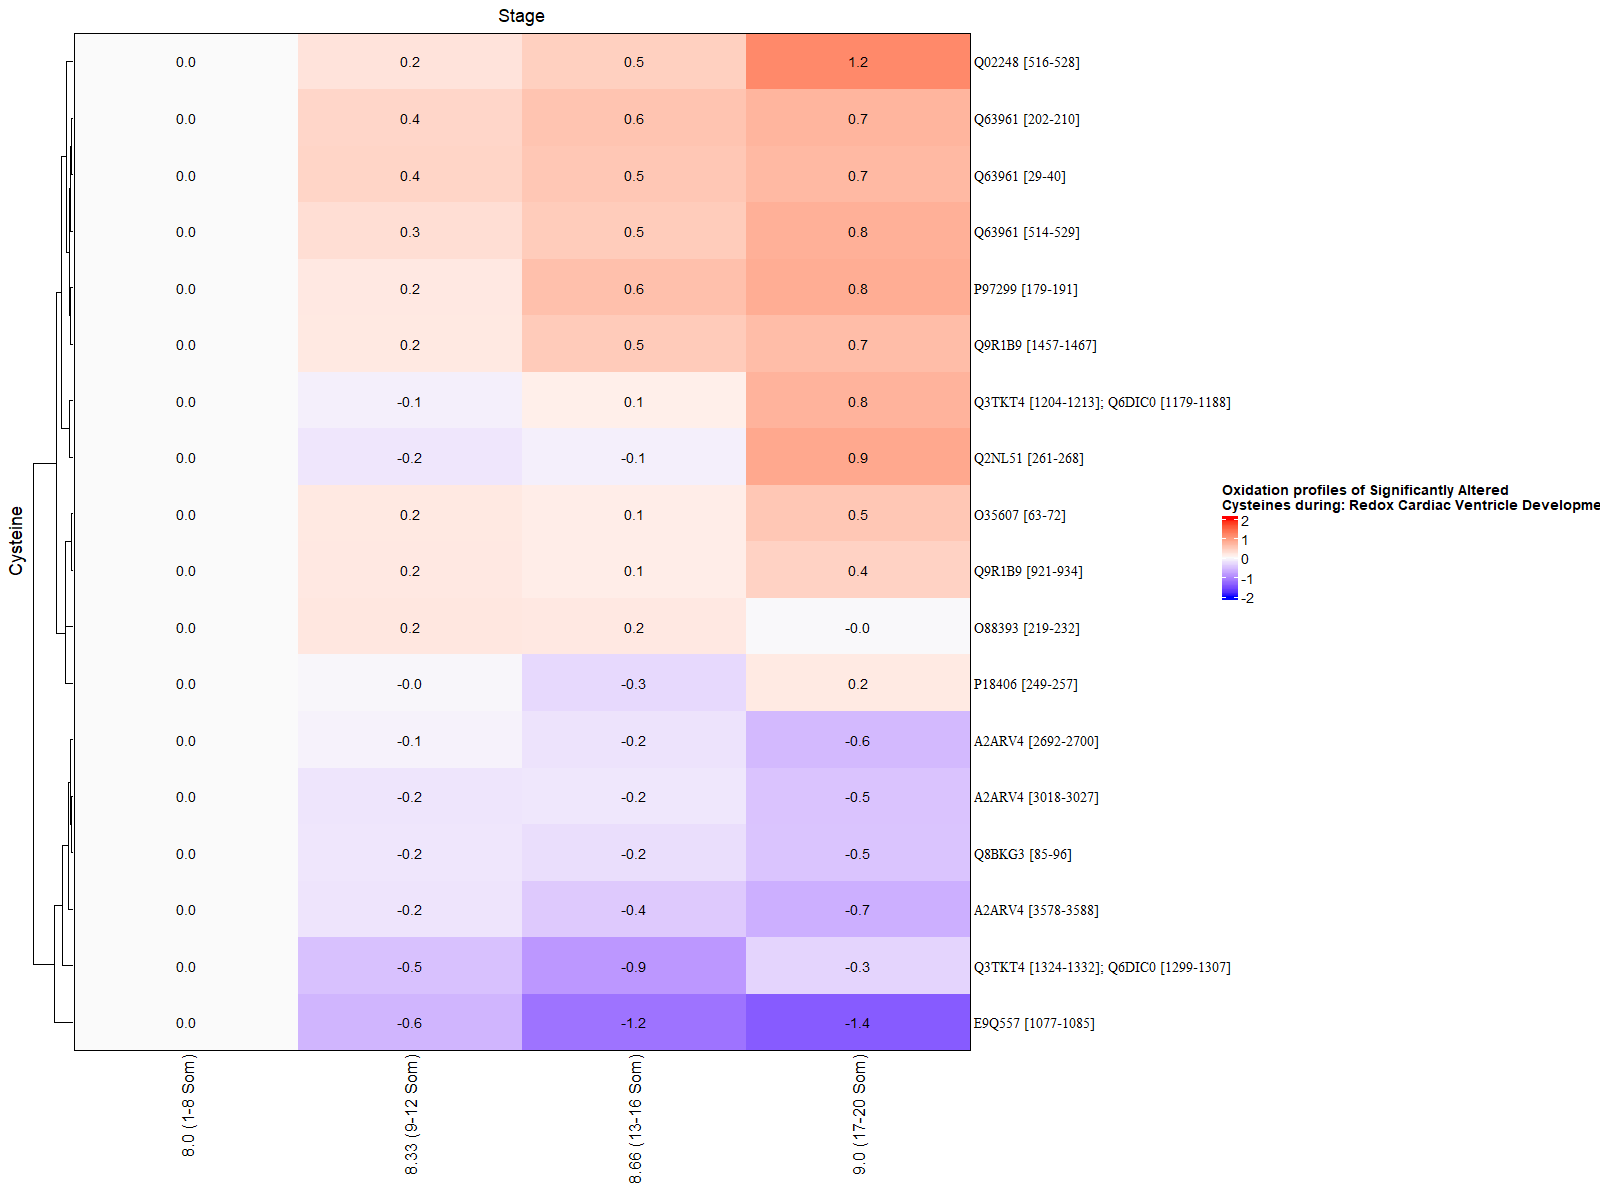 Stage
0.0 0.2 0.5 1.2 Q02248 [516-528]
0.0 0.4 0.6 0.7 Q63961 [202-210]
0.0 0.4 0.5 0.7 Q63961 [29-40]
0.0 0.3 0.5 0.8 Q63961 [514-529]
0.0 0.2 0.6 0.8 P97299 [179-191]
0.0 0.2 0.5 0.7 Q9R1B9 [1457-1467]
0.0 -0.1 0.1 0.8 Q3TKT4 [1204-1213]; Q6DIC0 [1179-1188]
0.0 -0.2 -0.1 0.9 Q2NL51 [261-268]
0.0 0.2 0.1 0.5 O35607 [63-72]
0.0 0.2 0.1 0.4 Q9R1B9 [921-934]
0.0 0.2 0.2 -0.0 O88393 [219-232]
0.0 -0.0 -0.3 0.2 P18406 [249-257]
0.0 -0.1 -0.2 -0.6 A2ARV4 [2692-2700]
0.0 -0.2 -0.2 -0.5 A2ARV4 [3018-3027]
0.0 -0.2 -0.2 -0.5 Q8BKG3 [85-96]
0.0 -0.2 -0.4 -0.7 A2ARV4 [3578-3588]
0.0 -0.5 -0.9 -0.3 Q3TKT4 [1324-1332]; Q6DIC0 [1299-1307]
0.0 -0.6 -1.2 -1.4 E9Q557 [1077-1085]
Cysteine
8.0 (1-8 Som)
8.33 (9-12 Som)
8.66 (13-16 Som)
9.0 (17-20 Som)
Oxidation profiles of Significantly Altered
Cysteines during: Redox Cardiac Ventricle Developme
2
1
0
-1
-2